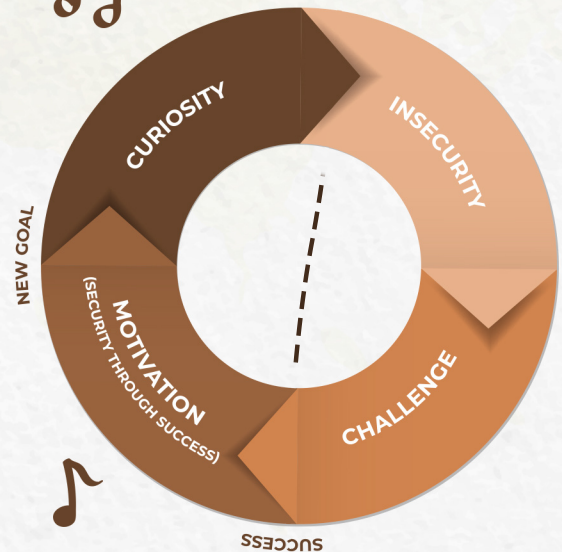 CURIOSITY
INSECURITY
CHALLENGE
SUCCESS
MOTIVATION
(SECURITY THROUGH SUCCESS)
NEW GOAL